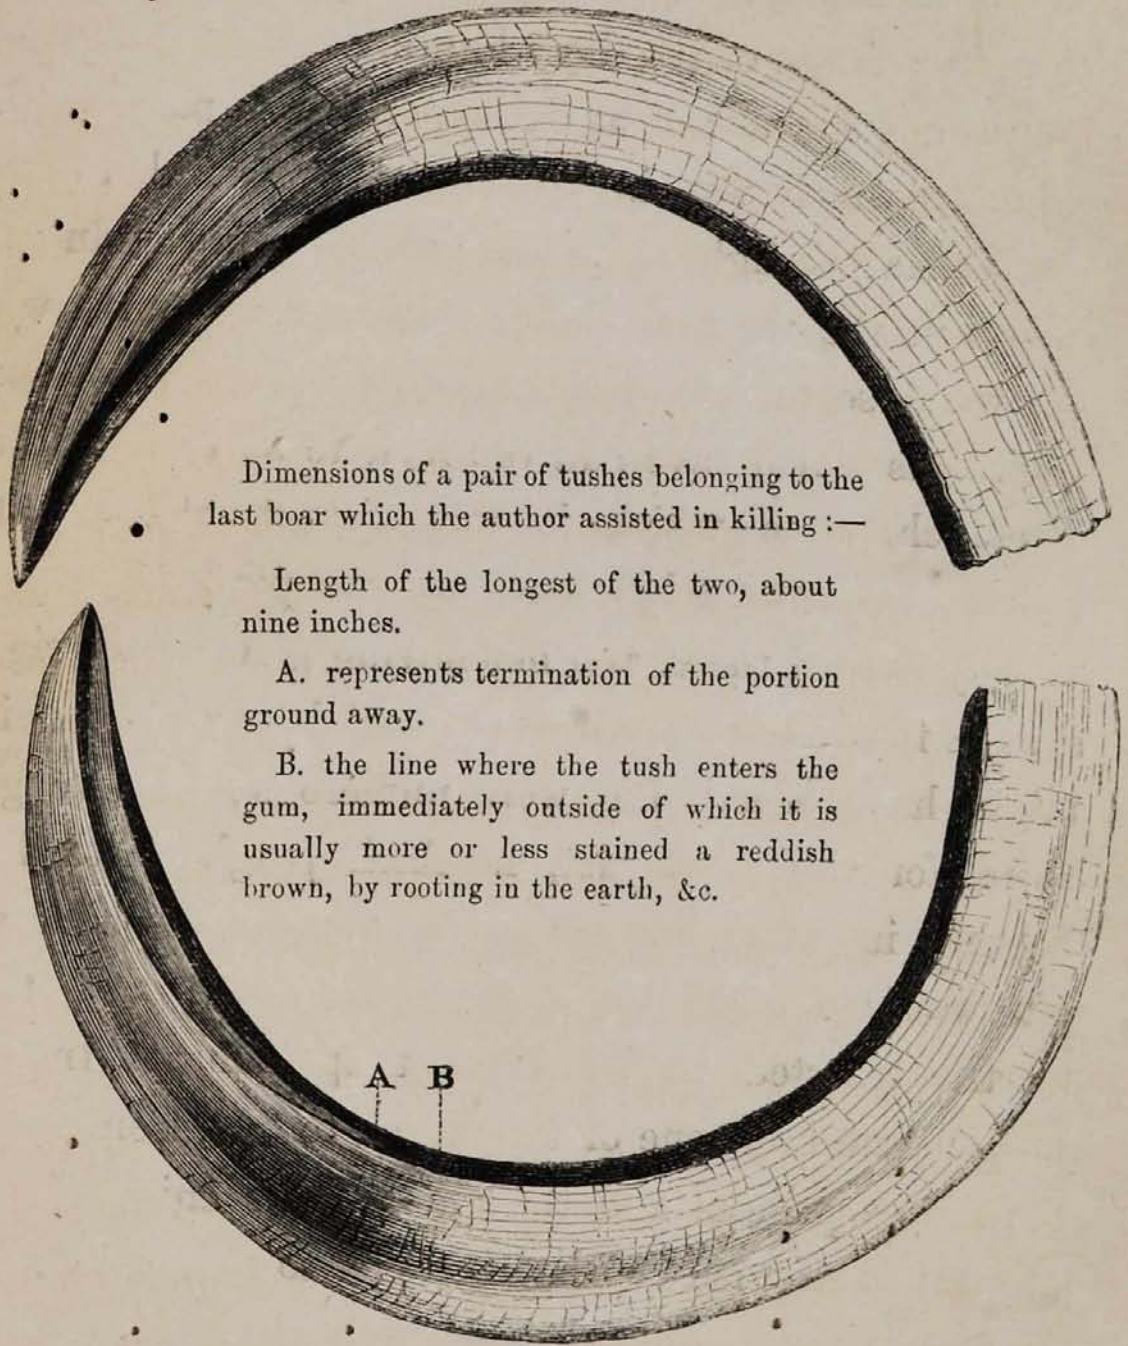 Dimensions of a pair of tushes belonging to the
last boar which the author assisted in killing :—
Length of the longest of the two, about
nine inches.
A. represents termination of the portion
ground away.
B. the line where the tush enters the
gum, immediately outside of which it is
usually more or less stained a reddish
brown, by rooting in the earth, &c.
A B